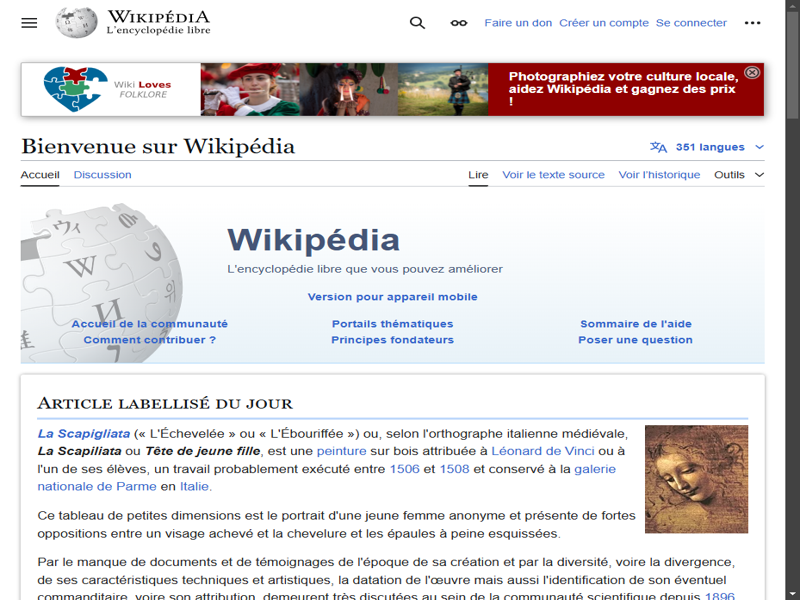 WIKIPÉDIA
L'encyclopédie libre
Faire un don Créer un compte Se connecter
Wiki Loves
FOLKLORE
Photographiez votre culture locale,
aidez Wikipédia et gagnez des prix
!
Bienvenue sur Wikipédia
351 langues
Accueil Discussion Lire Voir le texte source Voir l'historique Outils
Wikipédia
L'encyclopédie libre que vous pouvez améliorer
Version pour appareil mobile
Accueil de la communauté Portails thématiques Sommaire de l'aide
Comment contribuer ? Principes fondateurs Poser une question
ARTICLE LABELLISÉ DU JOUR
La Scapigliata (« L'Échevelée » ou « L'Ébouriffée ») ou, selon l'orthographe italienne médiévale,
La Scapiliata ou Tête de jeune fille, est une peinture sur bois attribuée à Léonard de Vinci ou à
l'un de ses élèves, un travail probablement exécuté entre 1506 et 1508 et conservé à la galerie
nationale de Parme en Italie.
Ce tableau de petites dimensions est le portrait d'une jeune femme anonyme et présente de fortes
oppositions entre un visage achevé et la chevelure et les épaules à peine esquissées.
Par le manque de documents et de témoignages de l'époque de sa création et par la diversité, voire la divergence,
de ses caractéristiques techniques et artistiques, la datation de l'œuvre mais aussi l'identification de son éventuel
commanditaire, voire son attribution, demeurent très discutées au sein de la communauté scientifique depuis 1896